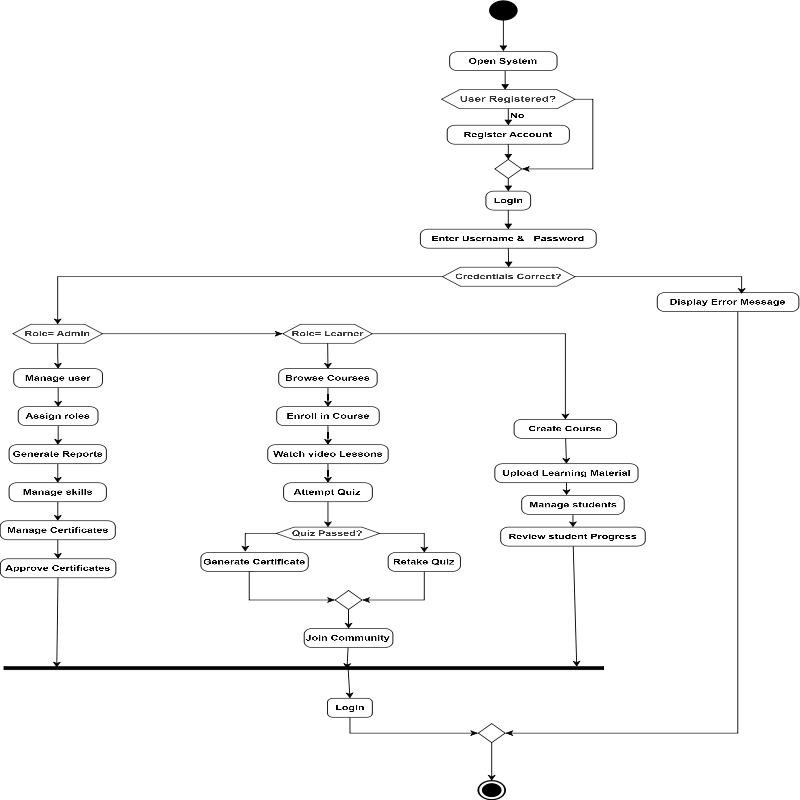 Open System
User Registered?
No
Register Account
Login
Enter Username & Password
Credentials Correct?
Display Error Message
Role= Admin
Role= Learner
Manage user
Browse Courses
Assign roles
Enroll in Course
Create Course
Generate Reports
Watch video Lessons
Upload Learning Material
Manage skills
Attempt Quiz
Manage students
Manage Certificates
Quiz Passed?
Review student Progress
Approve Certificates
Generate Certificate
Retake Quiz
Join Community
Login